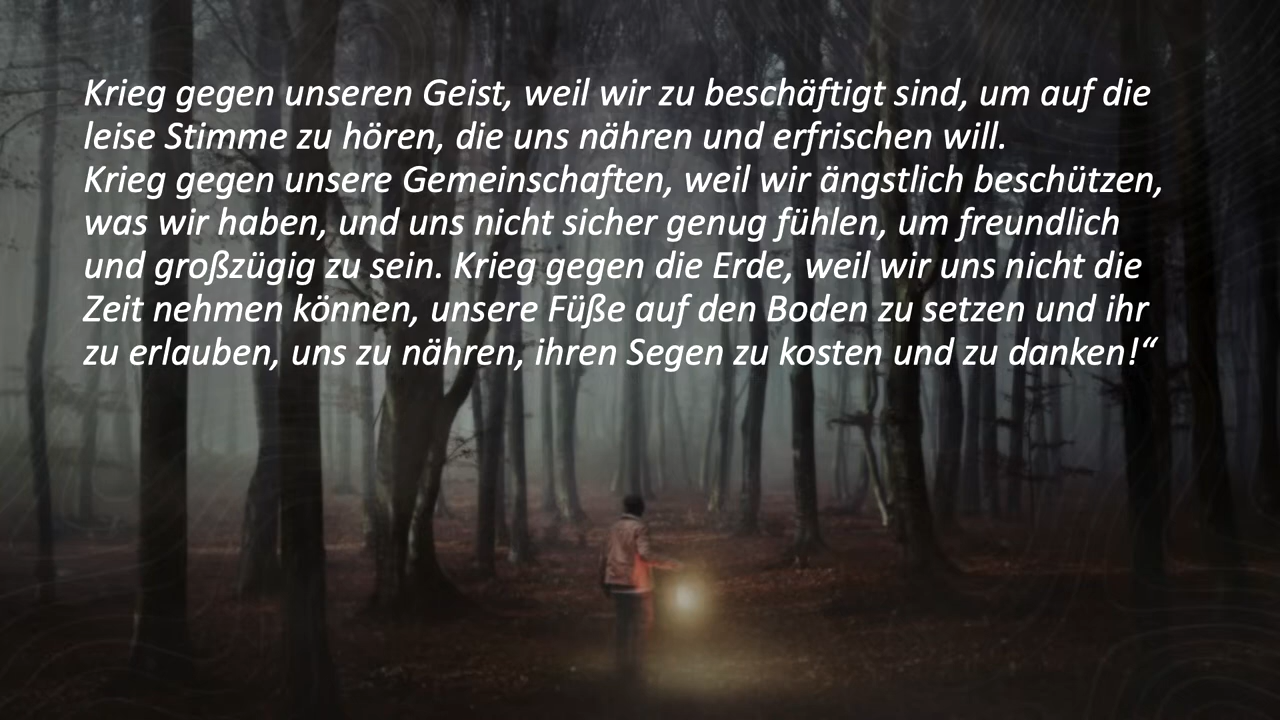 Krieg gegen unseren Geist, weil wir zu beschäftigt sind, um auf die
leise Stimme zu hören, die uns nähren und erfrischen will.
Krieg gegen unsere Gemeinschaften, weil wir ängstlich beschützen,
was wir haben, und uns nicht sicher genug fühlen, um freundlich
und großzügig zu sein. Krieg gegen die Erde, weil wir uns nicht die
Zeit nehmen können, unsere Füße auf den Boden zu setzen und ihr
zu erlauben, uns zu nähren, ihren Segen zu kosten und zu danken!“